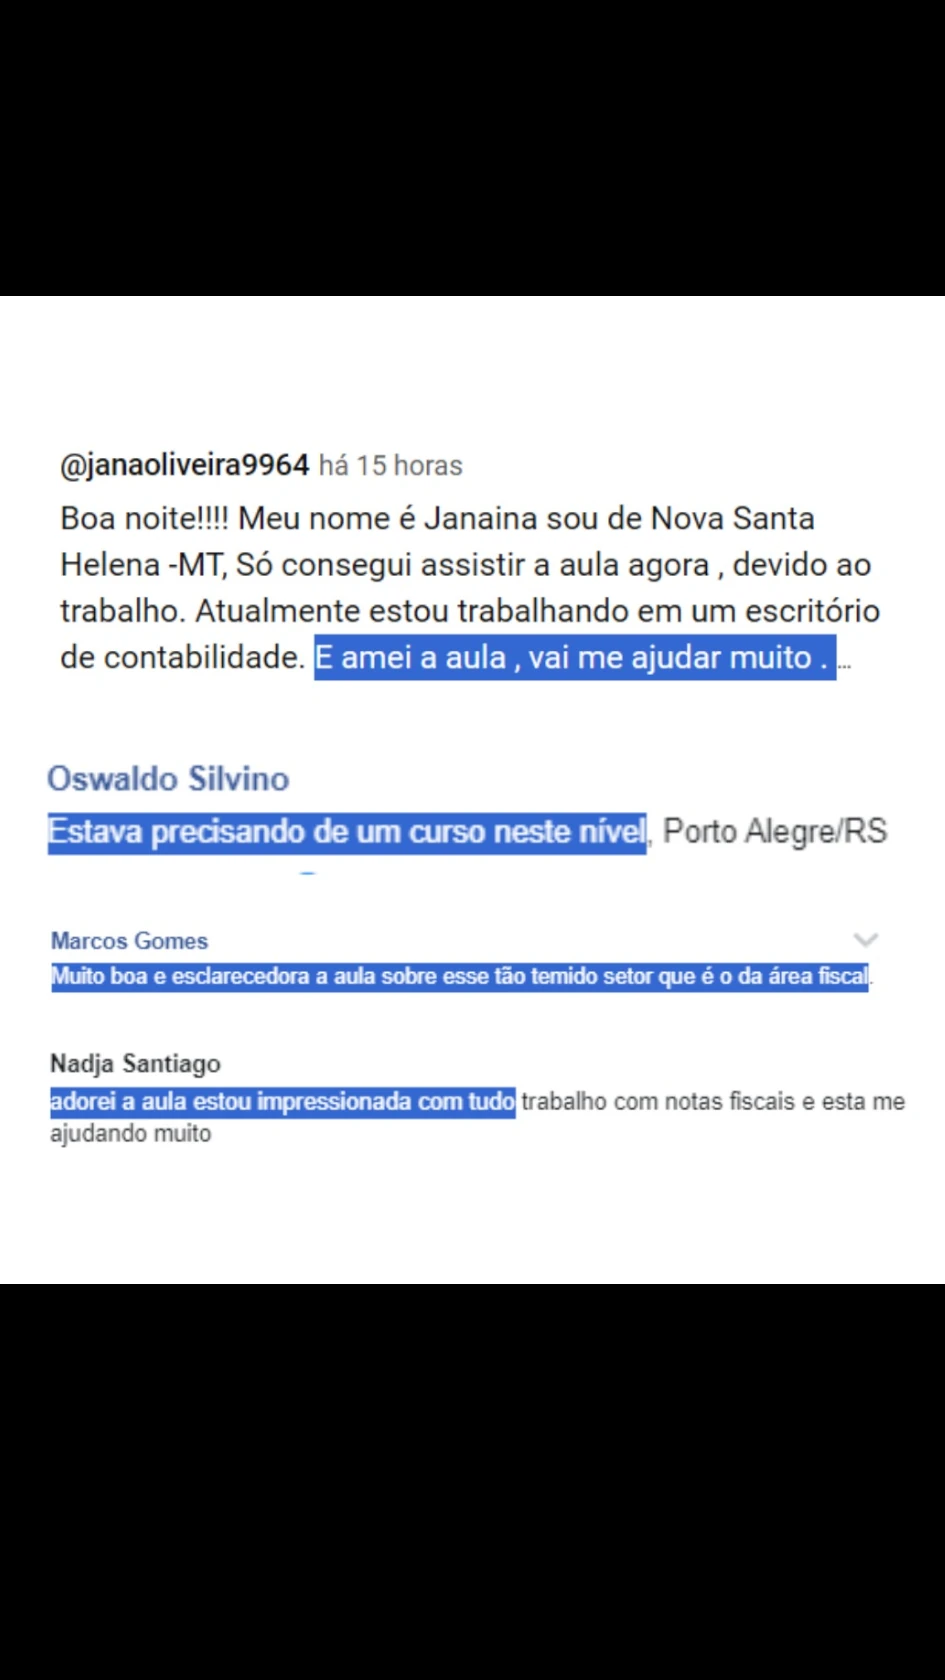 @janaoliveira9964 há 15 horas
Boa noite!!!! Meu nome é Janaina sou de Nova Santa
Helena -MT, Só consegui assistir a aula agora , devido ao
trabalho. Atualmente estou trabalhando em um escritório
de contabilidade. E amei a aula , vai me ajudar muito . ...
Oswaldo Silvino
Estava precisando de um curso neste nível, Porto Alegre/RS
Marcos Gomes
Muito boa e esclarecedora a aula sobre esse tão temido setor que é o da área fiscal.
Nadja Santiago
adorei a aula estou impressionada com tudo trabalho com notas fiscais e esta me
ajudando muito